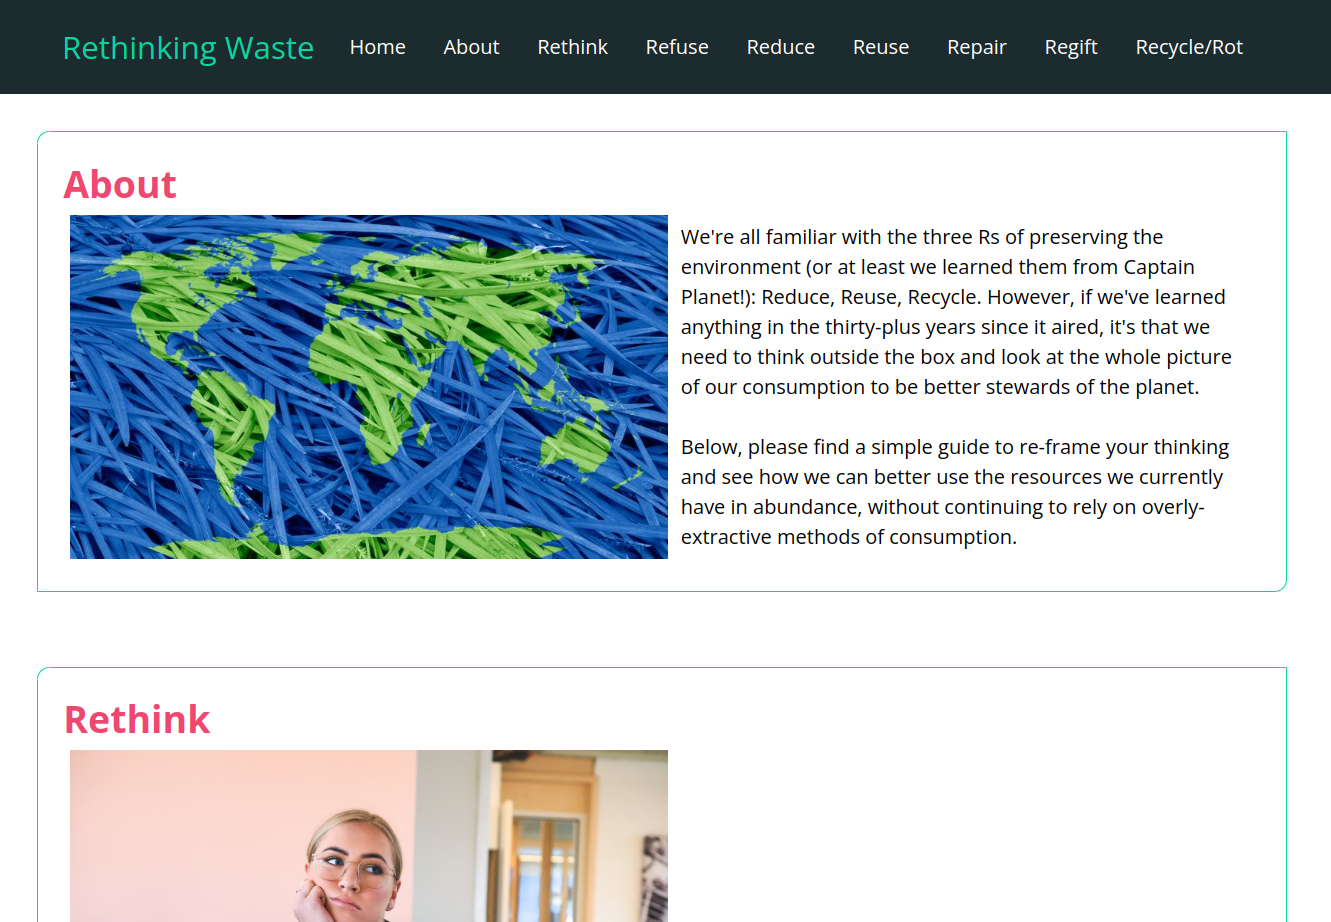 Rethinking Waste Home About Rethink Refuse Reduce Reuse Repair Regift Recycle/Rot
About
We're all familiar with the three Rs of preserving the
environment (or at least we learned them from Captain
Planet!): Reduce, Reuse, Recycle. However, if we've learned
anything in the thirty-plus years since it aired, it's that we
need to think outside the box and look at the whole picture
of our consumption to be better stewards of the planet.
Below, please find a simple guide to re-frame your thinking
and see how we can better use the resources we currently
have in abundance, without continuing to rely on overly-
extractive methods of consumption.
Rethink